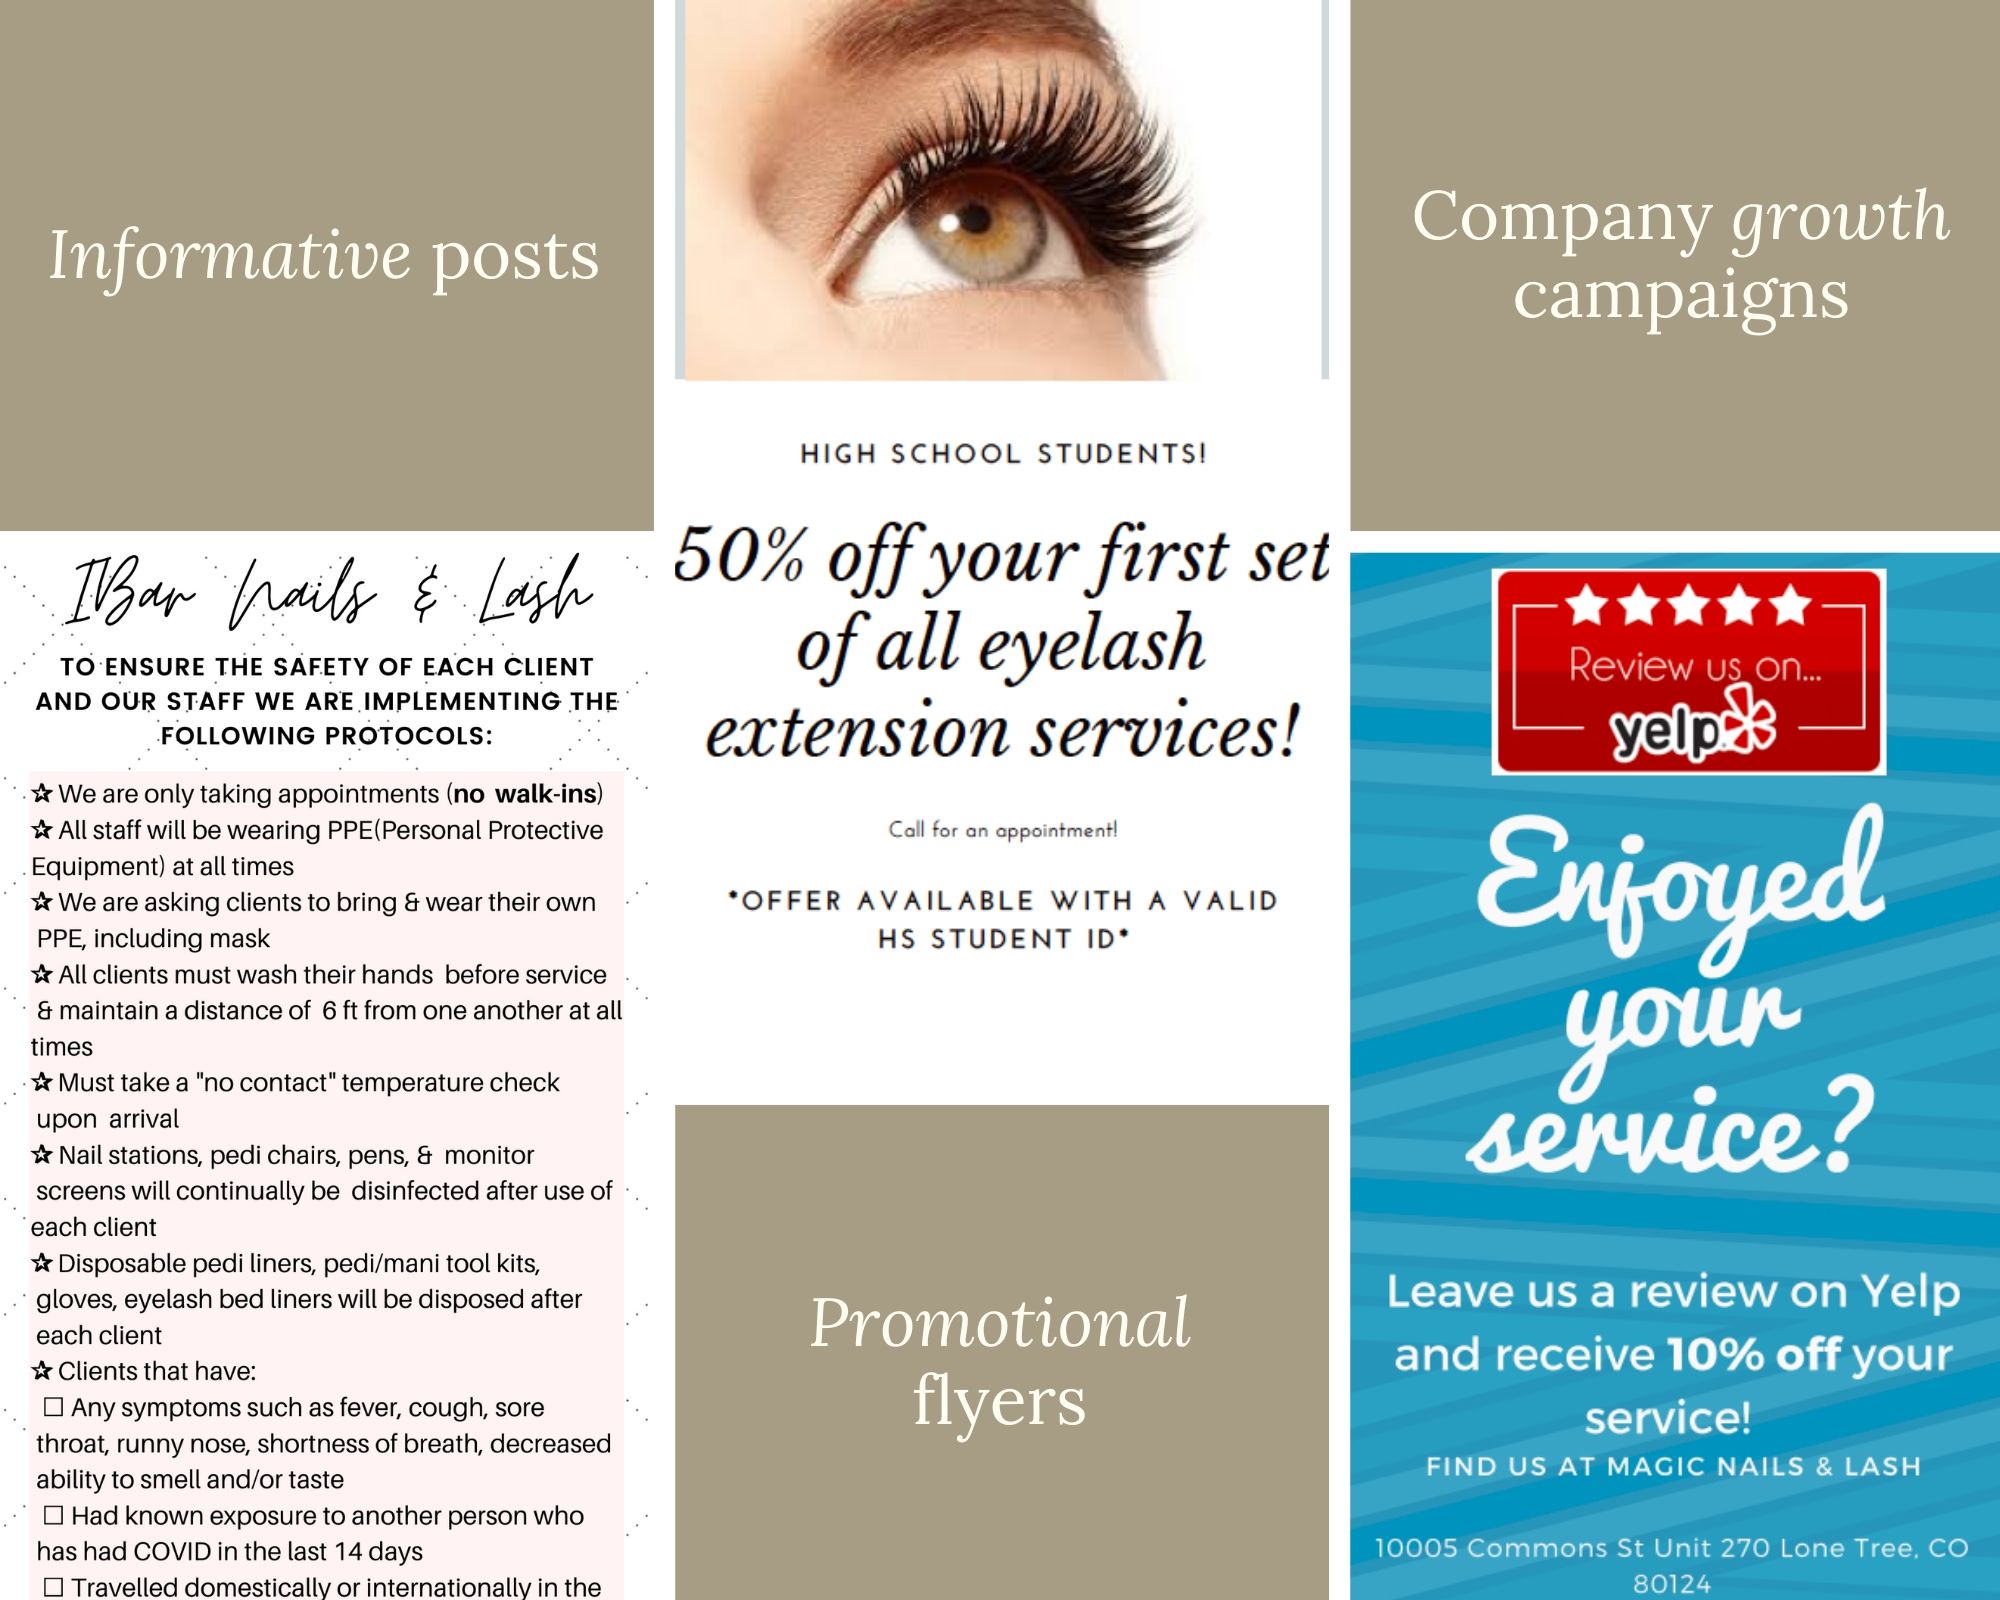 Informative posts
IBar Nails & Lash
TO ENSURE THE SAFETY OF EACH CLIENT
AND OUR STAFF WE ARE IMPLEMENTING THE
FOLLOWING PROTOCOLS:
☆ We are only taking appointments (no walk-ins)
☆ All staff will be wearing PPE(Personal Protective
Equipment) at all times
☆ We are asking clients to bring & wear their own
PPE, including mask
☆ All clients must wash their hands before service
& maintain a distance of 6 ft from one another at all
times
☆ Must take a "no contact" temperature check
upon arrival
☆ Nail stations, pedi chairs, pens, & monitor
screens will continually be disinfected after use of
each client
☆ Disposable pedi liners, pedi/mani tool kits,
gloves, eyelash bed liners will be disposed after
each client
☆ Clients that have:
☐ Any symptoms such as fever, cough, sore
throat, runny nose, shortness of breath, decreased
ability to smell and/or taste
☐ Had known exposure to another person who
has had COVID in the last 14 days
☐ Travelled domestically or internationally in the
HIGH SCHOOL STUDENTS!
50% off your first set
of all eyelash
extension services!
Call for an appointment!
*OFFER AVAILABLE WITH A VALID
HS STUDENT ID*
Promotional
flyers
Company growth
campaigns
Review us on...
yelp
Enjoyed
your
service?
Leave us a review on Yelp
and receive 10% off your
service!
FIND US AT MAGIC NAILS & LASH
10005 Commons St Unit 270 Lone Tree, CO
80124